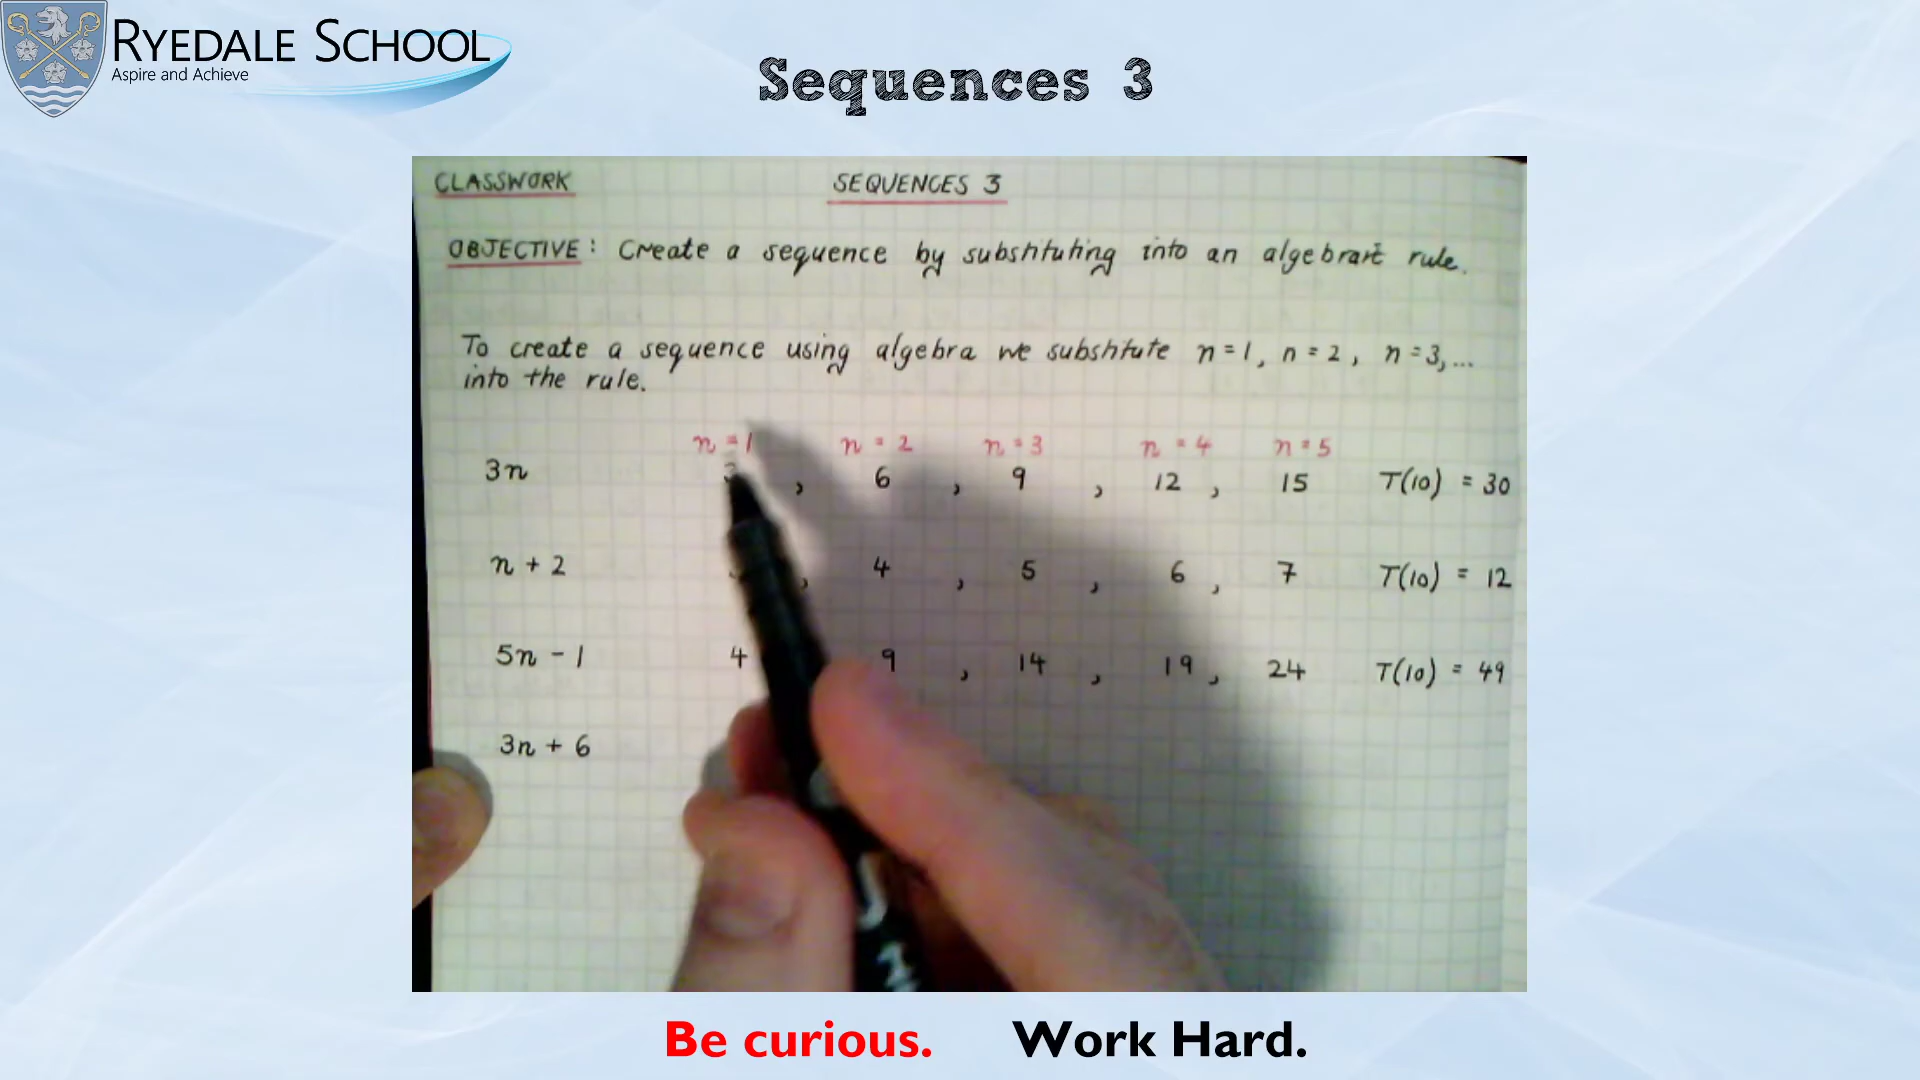 RYEDALE SCHOOL
Aspire and Achieve
Sequences 3
CLASSWORK SEQUENCES 3
OBJECTIVE: Create a sequence by substituting into an algebraic rule.
To create a sequence using algebra we substitute n=1, n=2, n=3,...
into the rule.
n=1 n=2 n=3 n=4 n=5
3n , 6 , 9 , 12 , 15 T(10) = 30
n + 2 , 4 , 5 , 6 , 7 T(10) = 12
5n - 1 4 9 , 14 , 19 , 24 T(10) = 49
3n + 6
Be curious. Work Hard.